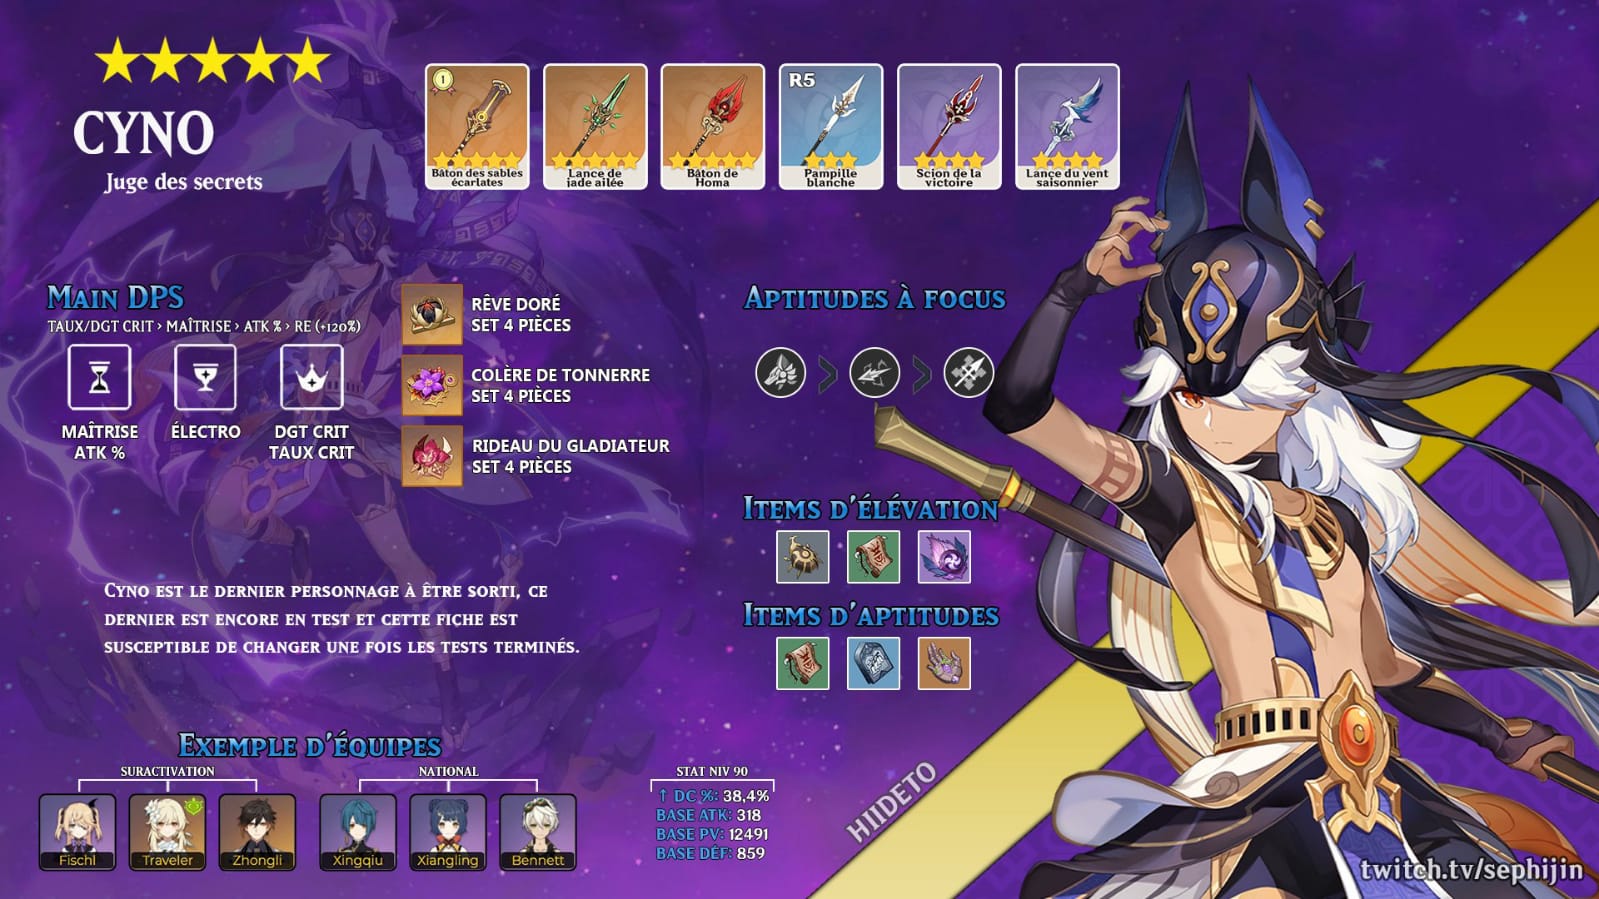 CYNO
Juge des secrets
1
Bâton des sables
écarlates
Lance de
jade ailée
Bâton de
Homa
R5
Pampille
blanche
Scion de la
victoire
Lance du vent
saisonnier
MAIN DPS
TAUX/DGT CRIT > MAÎTRISE > ATK % > RE (+120%)
MAÎTRISE
ATK %
ÉLECTRO
DGT CRIT
TAUX CRIT
RÊVE DORÉ
SET 4 PIÈCES
COLÈRE DE TONNERRE
SET 4 PIÈCES
RIDEAU DU GLADIATEUR
SET 4 PIÈCES
APTITUDES À FOCUS
ITEMS D'ÉLÉVATION
ITEMS D'APTITUDES
CYNO EST LE DERNIER PERSONNAGE À ÊTRE SORTI, CE
DERNIER EST ENCORE EN TEST ET CETTE FICHE EST
SUSCEPTIBLE DE CHANGER UNE FOIS LES TESTS TERMINÉS.
EXEMPLE D'ÉQUIPES
SURACTIVATION
Fischl
Traveler
Zhongli
NATIONAL
Xingqiu
Xiangling
Bennett
STAT NIV 90
↑ DC %: 38,4%
BASE ATK: 318
BASE PV: 12491
BASE DÉF: 859
HIIDETO
twitch.tv/sephijin